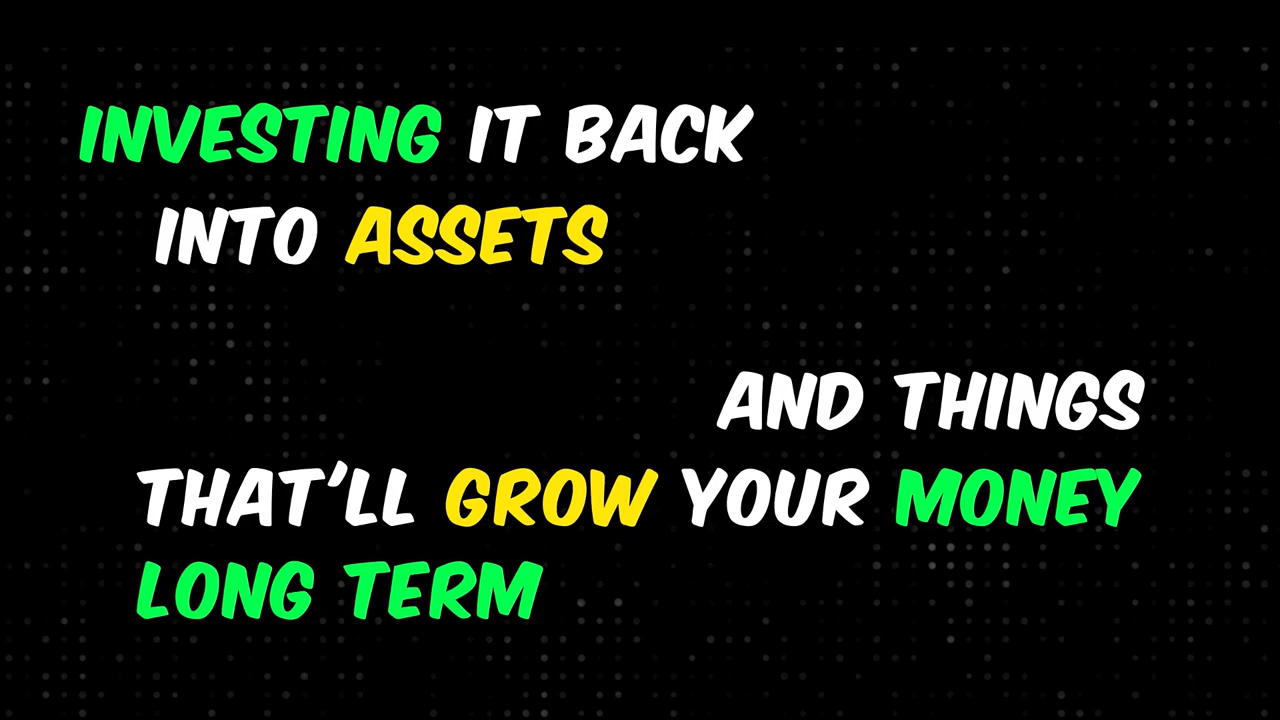 INVESTING IT BACK
INTO ASSETS
AND THINGS
THAT'LL GROW YOUR MONEY
LONG TERM